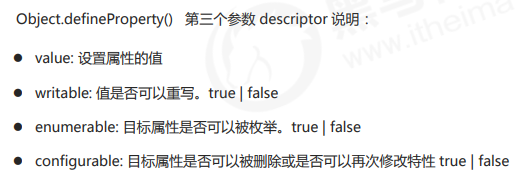 Object.defineProperty() 第三个参数 descriptor 说明：
● value: 设置属性的值
● writable: 值是否可以重写。true | false
● enumerable: 目标属性是否可以被枚举。true | false
● configurable: 目标属性是否可以被删除或是否可以再次修改特性 true | false
www.itheima